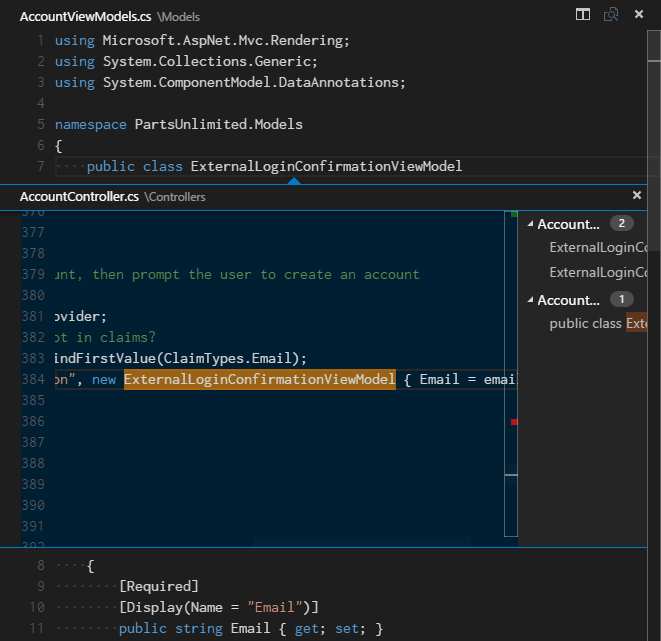 AccountViewModels.cs \Models
1 using Microsoft.AspNet.Mvc.Rendering;
2 using System.Collections.Generic;
3 using System.ComponentModel.DataAnnotations;
4
5 namespace PartsUnlimited.Models
6 {
7 ····public class ExternalLoginConfirmationViewModel
AccountController.cs \Controllers
376
377
378
379 unt, then prompt the user to create an account
380
381 ovider;
382 ot in claims?
383 indFirstValue(ClaimTypes.Email);
384 on", new ExternalLoginConfirmationViewModel { Email = emai
385
386
387
388
389
390
391
392
Account... 2
ExternalLoginCo
ExternalLoginCo
Account... 1
public class Exte
8 ····{
9 ········[Required]
10 ········[Display(Name = "Email")]
11 ········public string Email { get; set; }